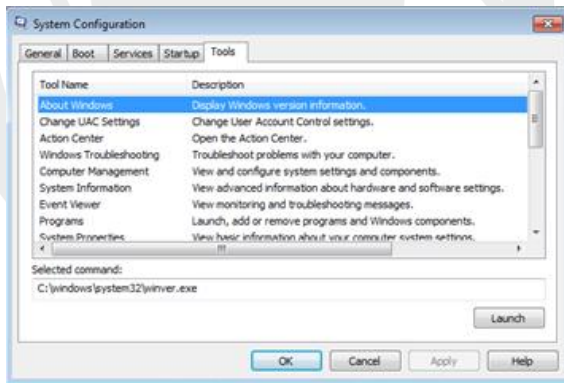 System Configuration
General Boot Services Startup Tools
Tool Name Description
About Windows Display Windows version information.
Change UAC Settings Change User Account Control settings.
Action Center Open the Action Center.
Windows Troubleshooting Troubleshoot problems with your computer.
Computer Management View and configure system settings and components.
System Information View advanced information about hardware and software settings.
Event Viewer View monitoring and troubleshooting messages.
Programs Launch, add or remove programs and Windows components.
System Properties View basic information about your computer system settings.
Selected command:
C:\windows\system32\winver.exe
Launch
OK Cancel Apply Help